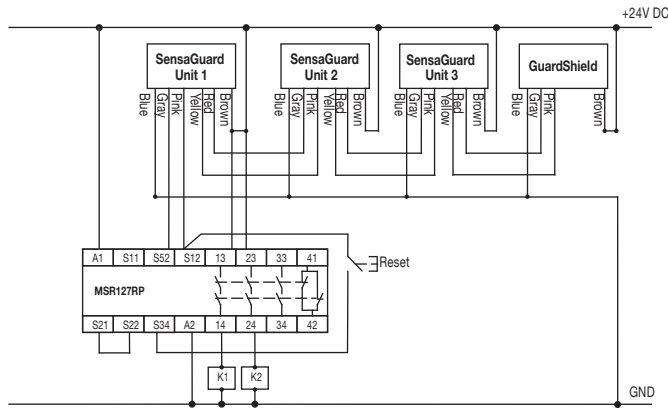 +24V DC
SensaGuard
Unit 1
SensaGuard
Unit 2
SensaGuard
Unit 3
GuardShield
Blue
Gray
Pink
Yellow
Red
Brown
Blue
Gray
Pink
Yellow
Red
Brown
Blue
Gray
Pink
Yellow
Red
Brown
Blue
Gray
Pink
Brown
A1 S11 S52 S12 13 23 33 41
Reset
MSR127RP
S21 S22 S34 A2 14 24 34 42
K1 K2
GND